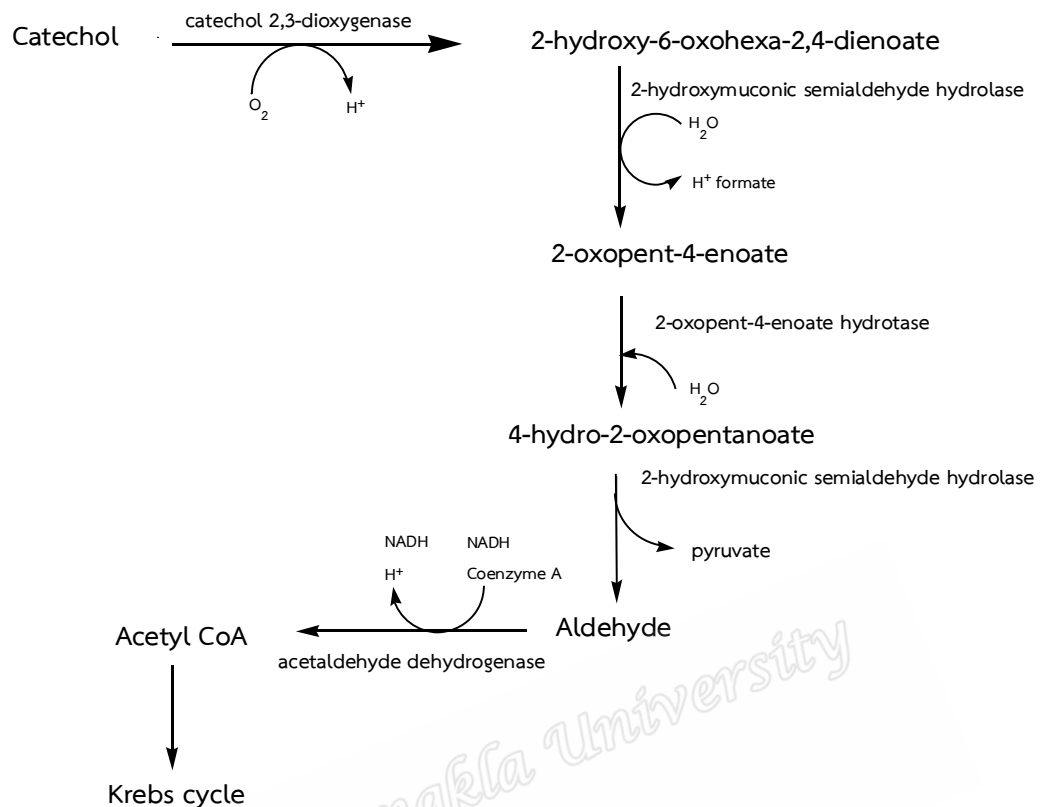 catechol 2,3-dioxygenase
Catechol
2-hydroxy-6-oxohexa-2,4-dienoate
O2
H+
2-hydroxymuconic semialdehyde hydrolase
H2O
H+ formate
2-oxopent-4-enoate
2-oxopent-4-enoate hydrotase
H2O
4-hydro-2-oxopentanoate
2-hydroxymuconic semialdehyde hydrolase
pyruvate
NADH
NADH
H+
Coenzyme A
Aldehyde
Acetyl CoA
acetaldehyde dehydrogenase
Krebs cycle
University